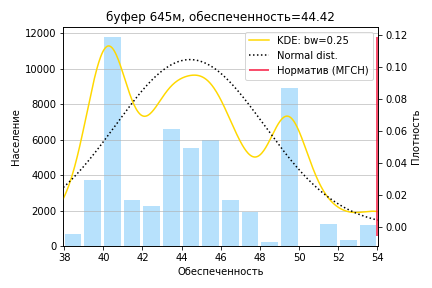 буфер 645м, обеспеченность=44.42
KDE: bw=0.25
Normal dist.
Норматив (МГСН)
Население
12000
10000
8000
6000
4000
2000
0
Плотность
0.12
0.10
0.08
0.06
0.04
0.02
0.00
38 40 42 44 46 48 50 52 54
Обеспеченность